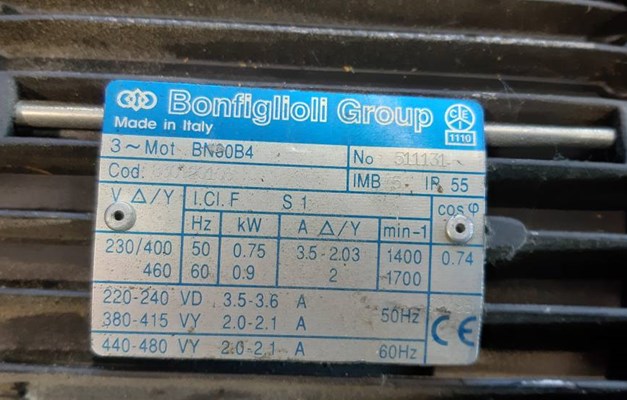 Bonfiglioli Group
Made in Italy
CE
1110
3~Mot BN80B4
No 511131
Cod.
IMB 5 IP 55
V Δ/Y I.Cl.F S 1 cos φ
Hz kW A Δ/Y min-1
230/400 50 0.75 3.5-2.03 1400 0.74
460 60 0.9 2 1700
220-240 VD 3.5-3.6 A
380-415 VY 2.0-2.1 A 50Hz
CE
440-480 VY 2.0-2.1 A 60Hz